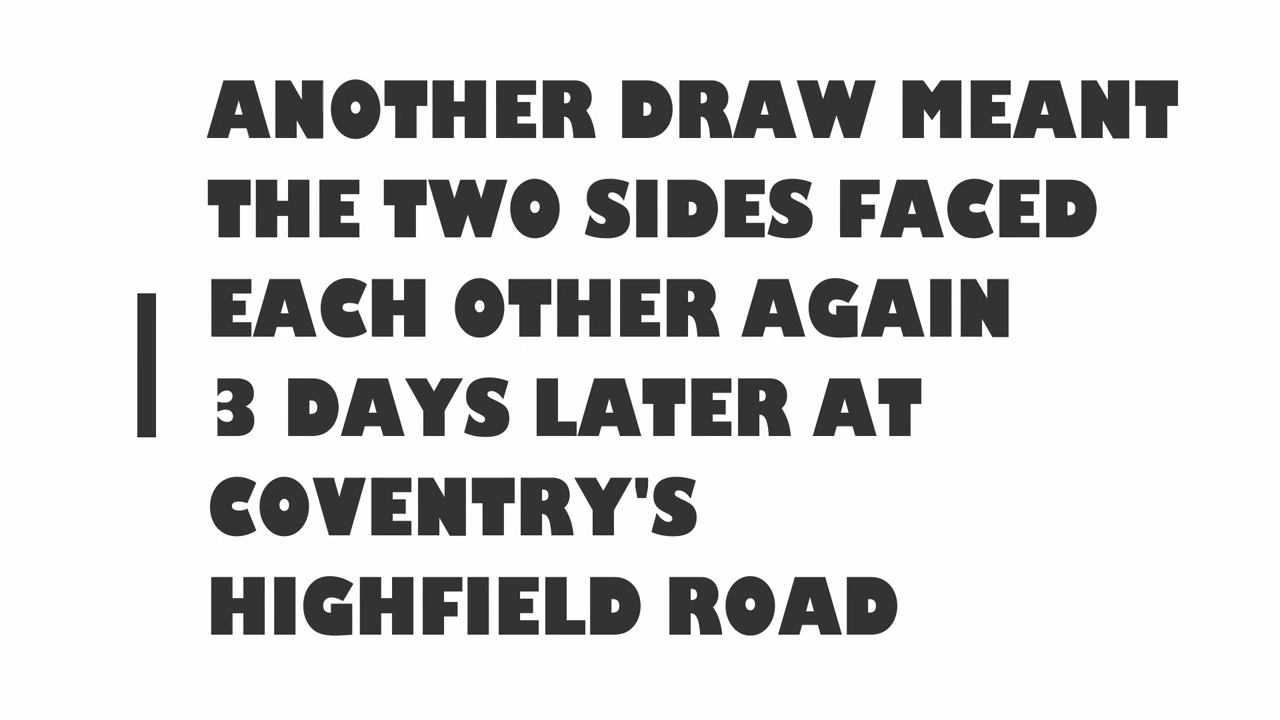 ANOTHER DRAW MEANT
THE TWO SIDES FACED
EACH OTHER AGAIN
3 DAYS LATER AT
COVENTRY'S
HIGHFIELD ROAD